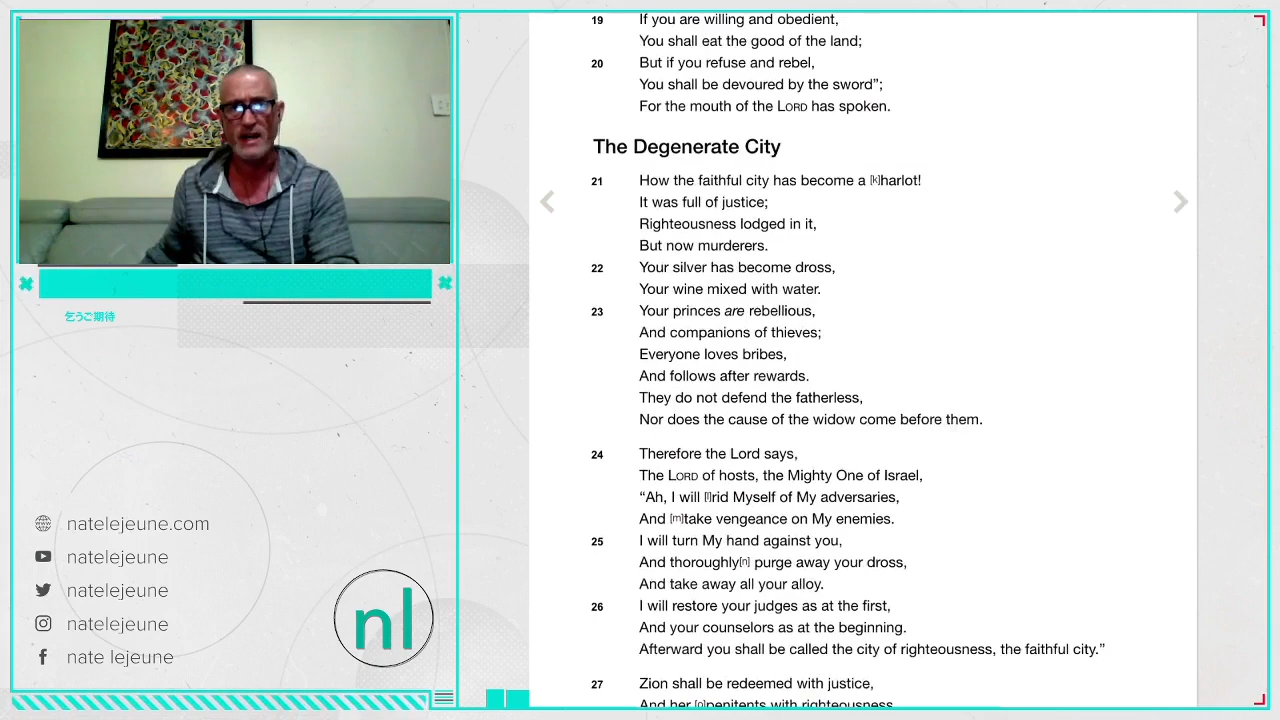 19 If you are willing and obedient,
You shall eat the good of the land;
20 But if you refuse and rebel,
You shall be devoured by the sword”;
For the mouth of the LORD has spoken.
The Degenerate City
21 How the faithful city has become a [k]harlot!
It was full of justice;
Righteousness lodged in it,
But now murderers.
22 Your silver has become dross,
Your wine mixed with water.
23 Your princes are rebellious,
And companions of thieves;
Everyone loves bribes,
And follows after rewards.
They do not defend the fatherless,
Nor does the cause of the widow come before them.
24 Therefore the Lord says,
The LORD of hosts, the Mighty One of Israel,
“Ah, I will [l]rid Myself of My adversaries,
And [m]take vengeance on My enemies.
25 I will turn My hand against you,
And thoroughly[n] purge away your dross,
And take away all your alloy.
26 I will restore your judges as at the first,
And your counselors as at the beginning.
Afterward you shall be called the city of righteousness, the faithful city.”
27 Zion shall be redeemed with justice,
And her [o]penitents with righteousness
乞うご期待
natelejeune.com
natelejeune
natelejeune
natelejeune
nate lejeune
nl